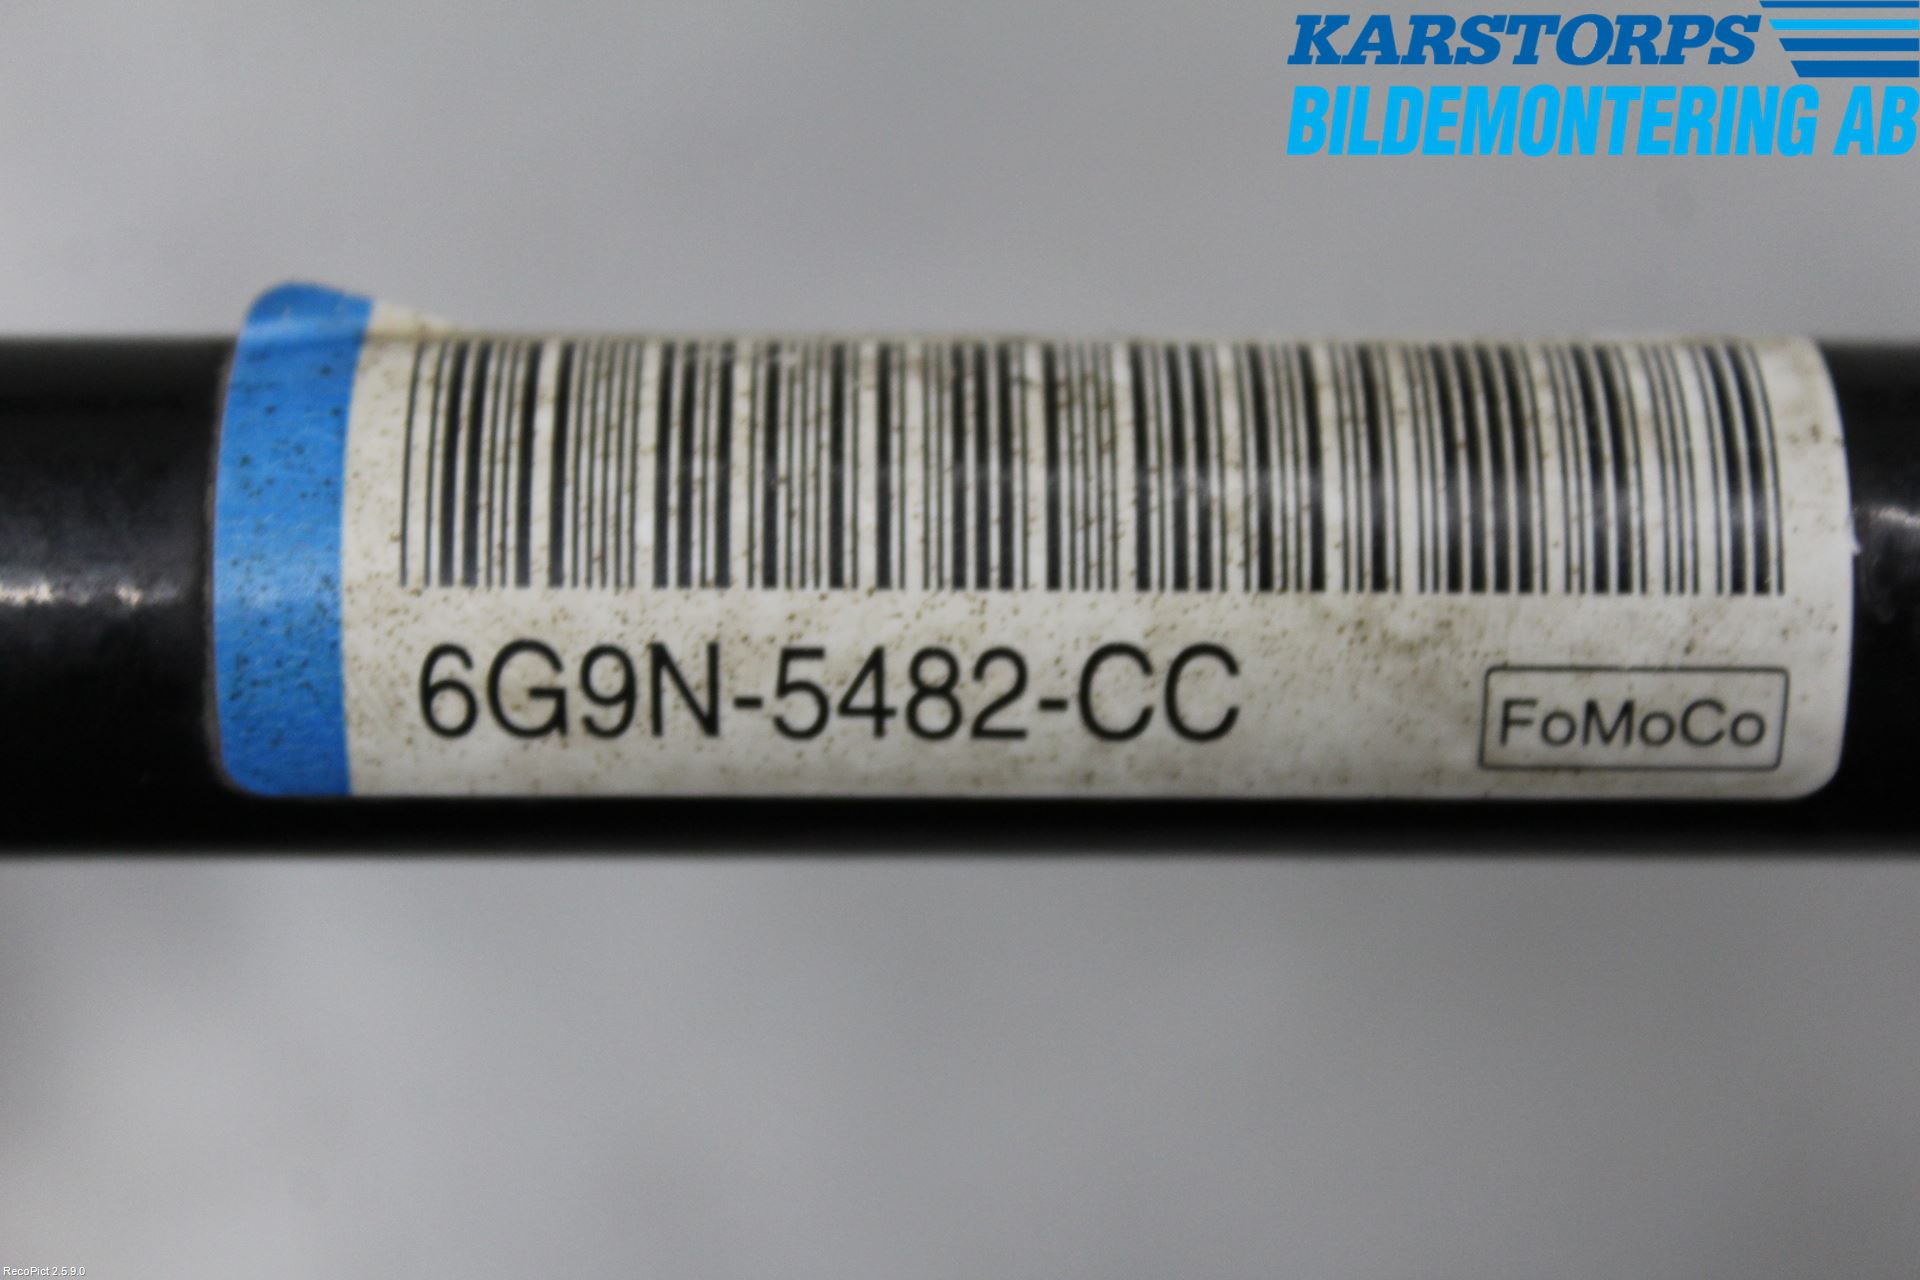 KARSTORPS
BILDEMONTERING AB
6G9N-5482-CC
FoMoCo
RecoPict 2.5.9.0